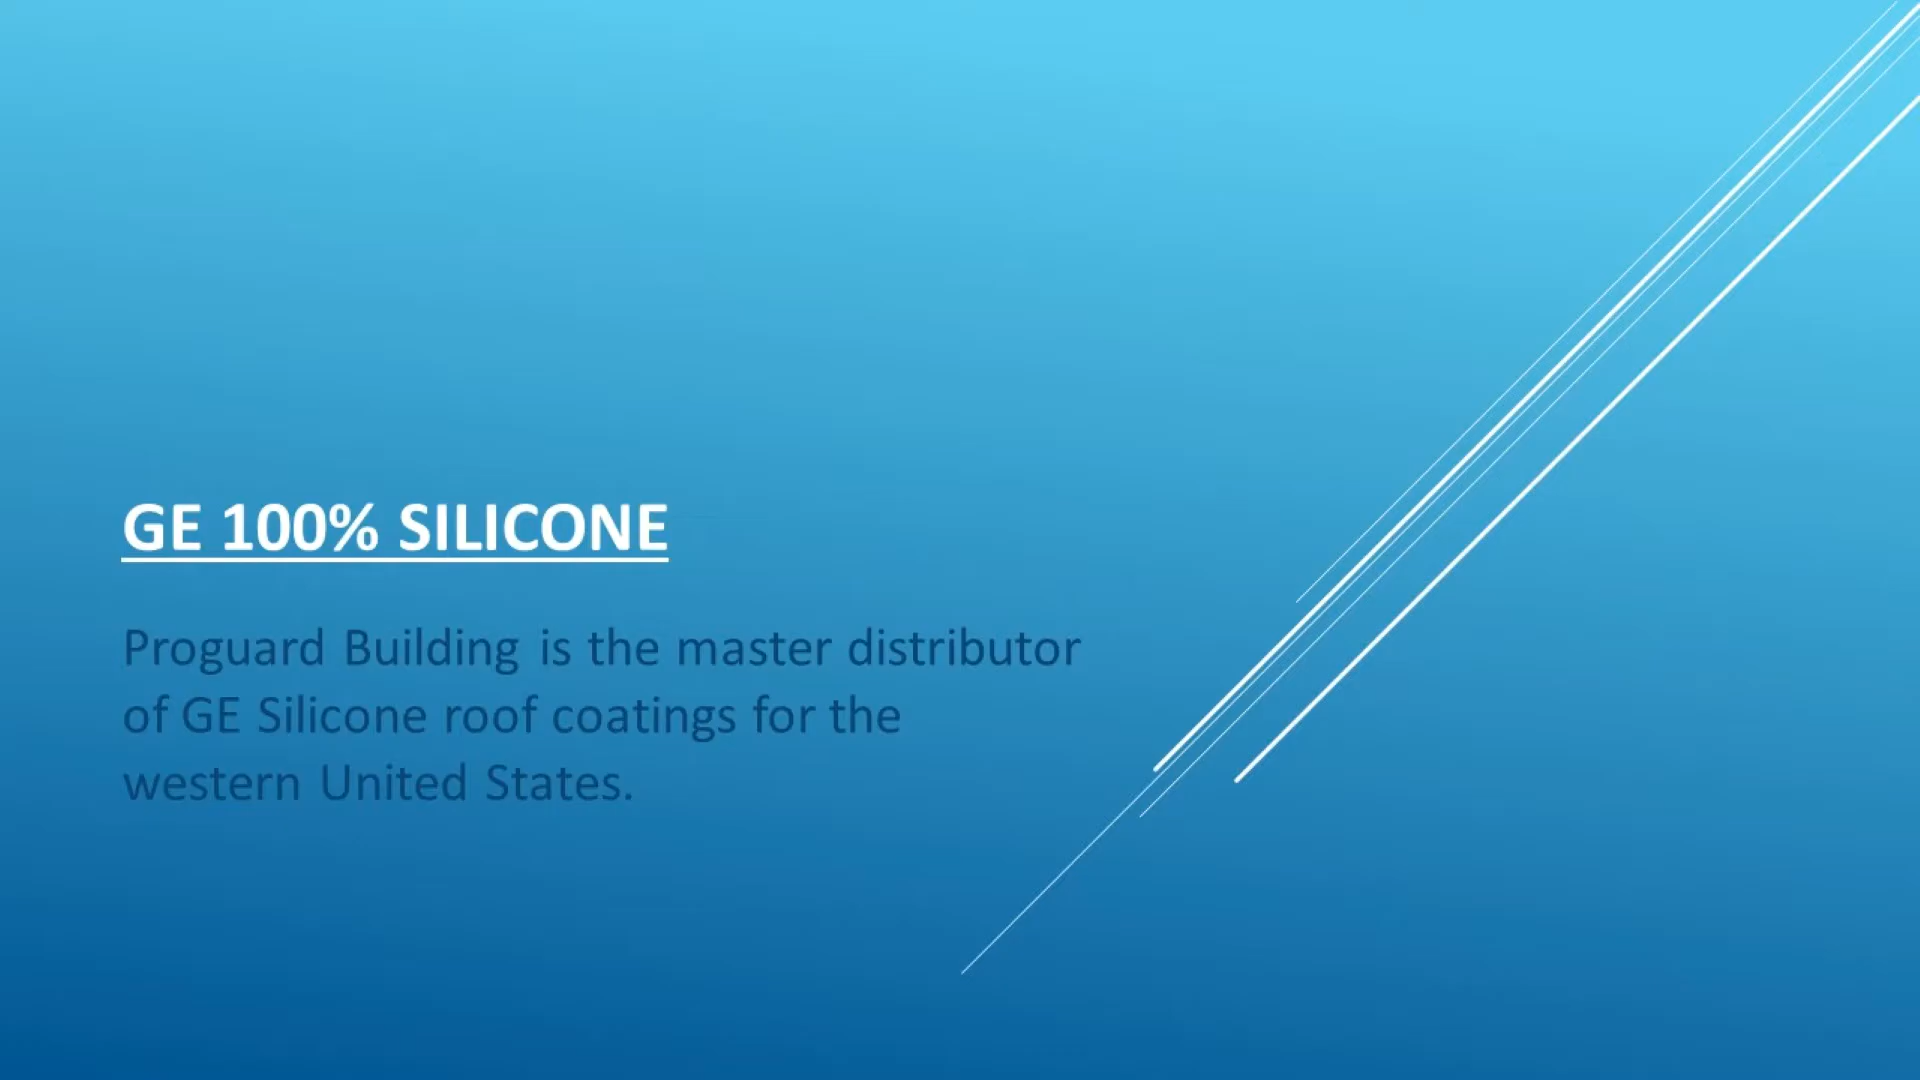 GE 100% SILICONE
Proguard Building is the master distributor
of GE Silicone roof coatings for the
western United States.